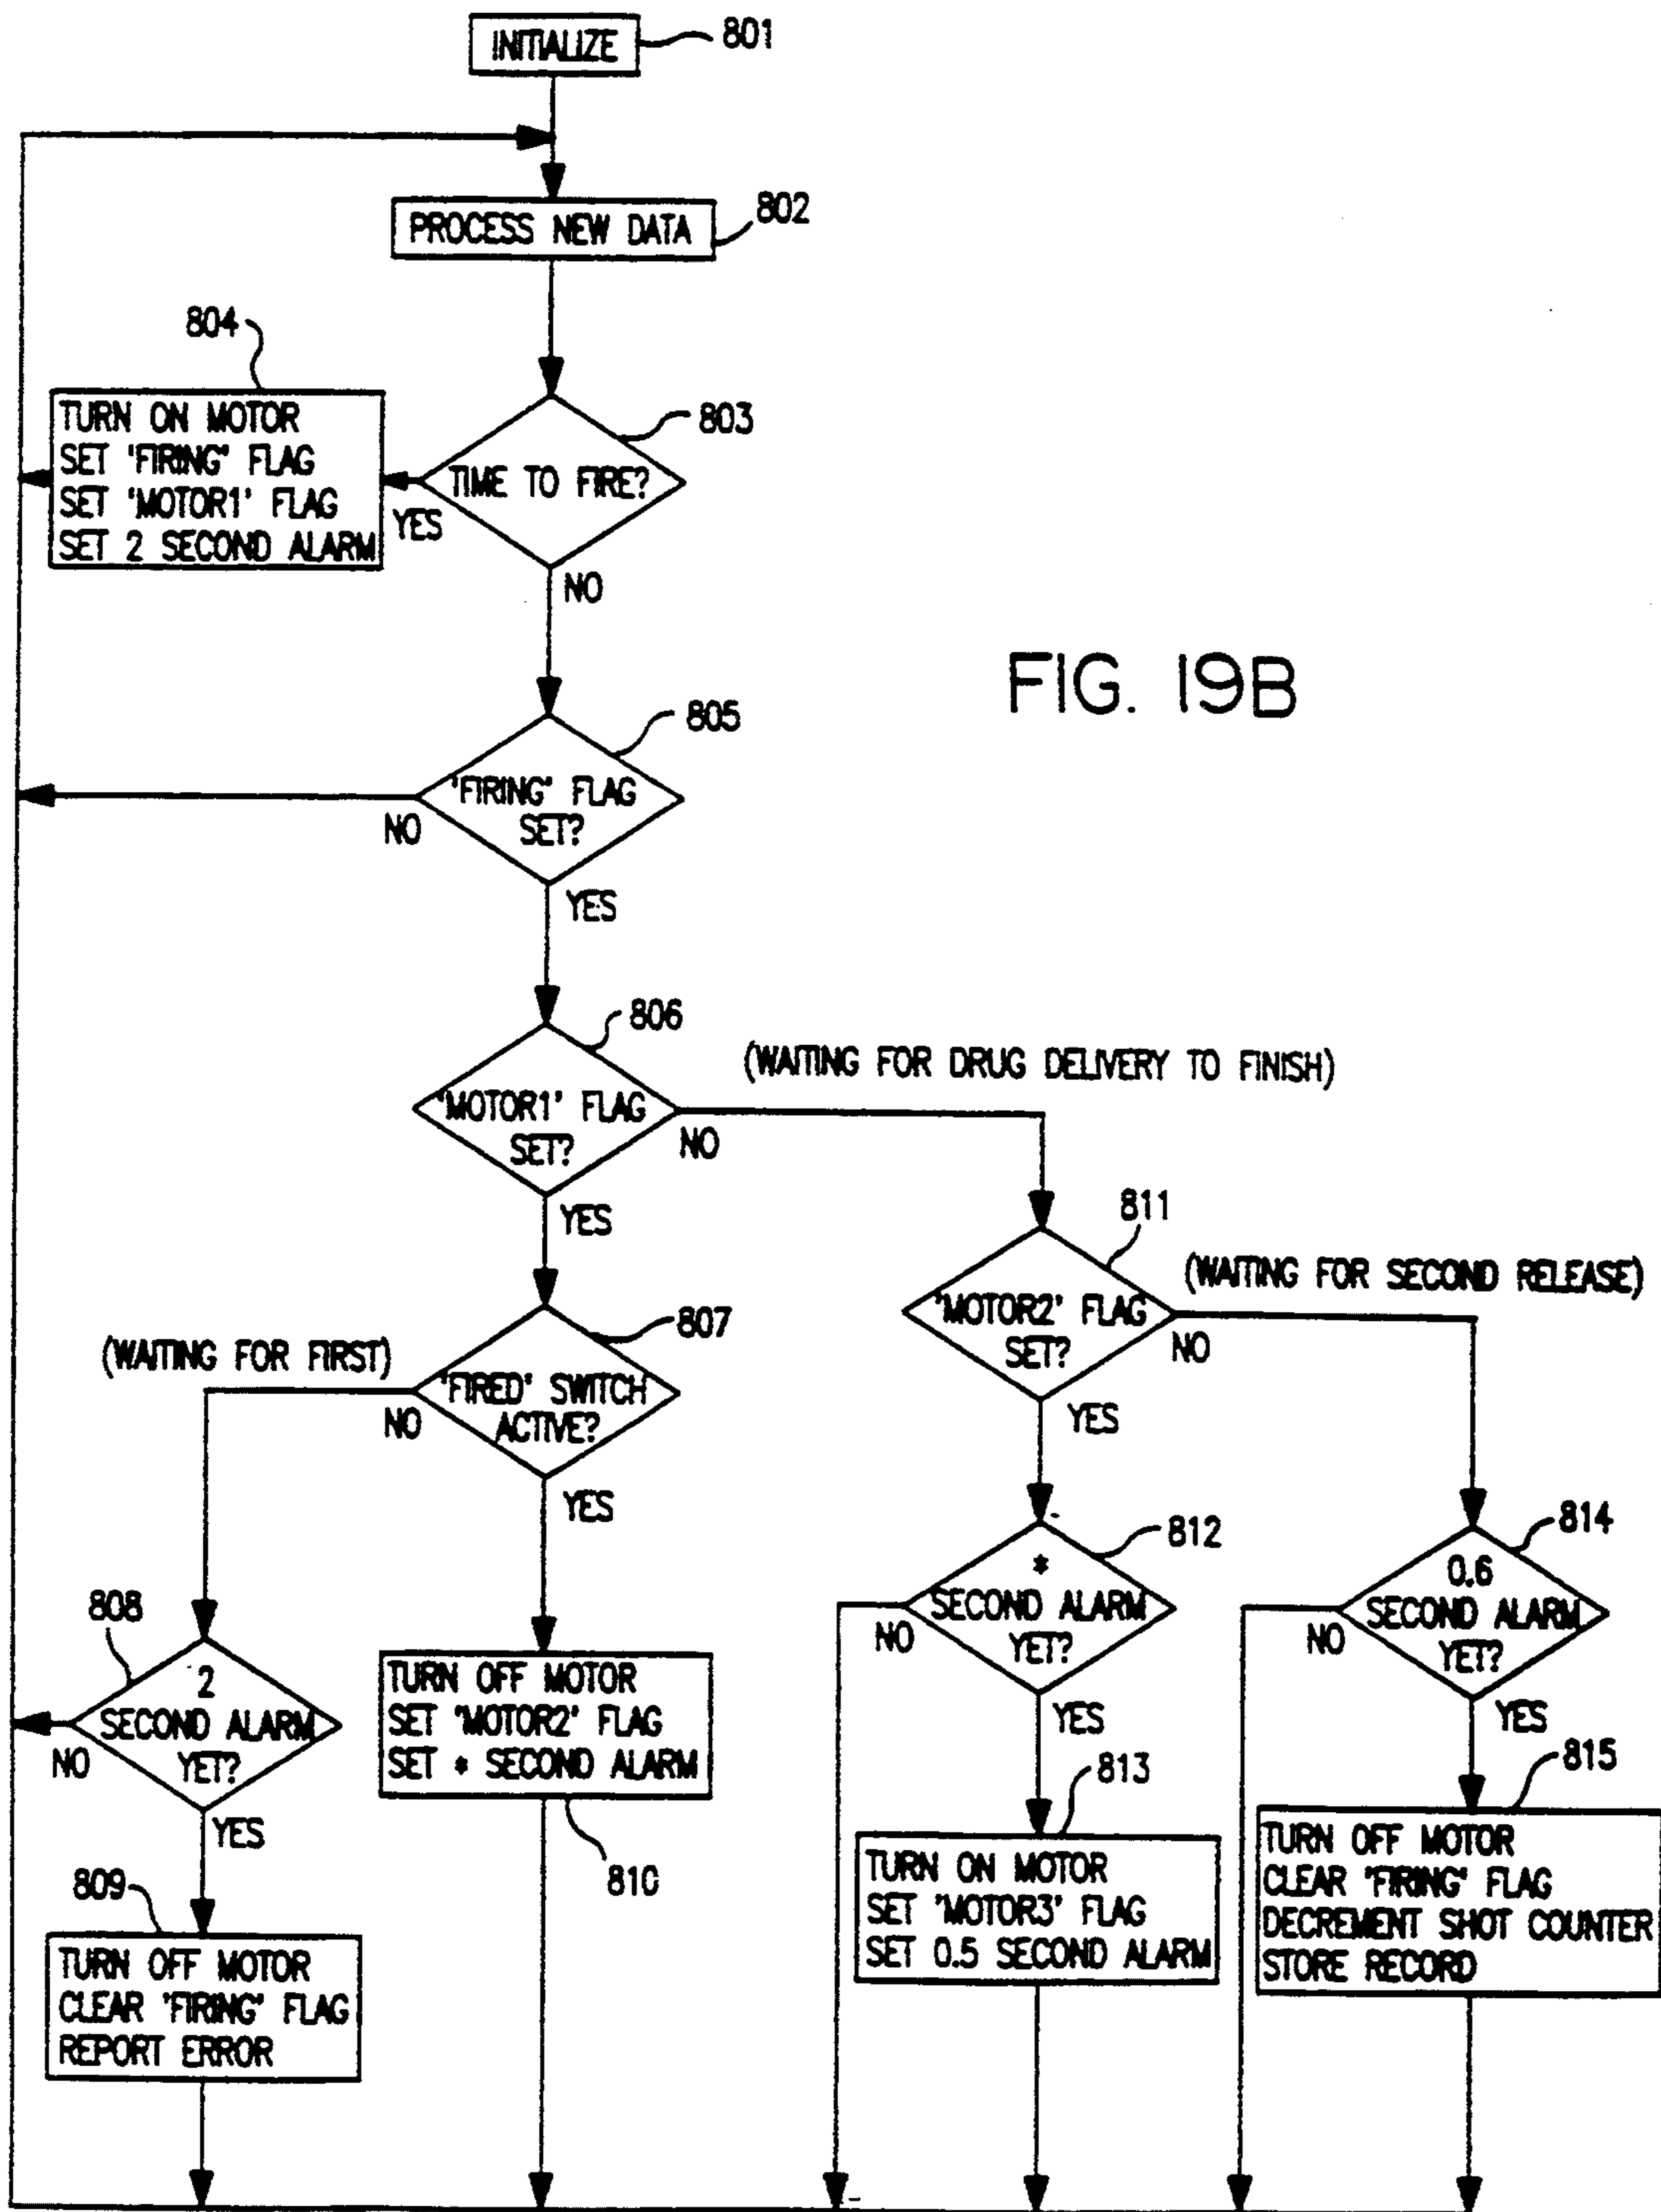 INITIALIZE
801
PROCESS NEW DATA
802
804
TURN ON MOTOR
SET 'FIRING' FLAG
SET 'MOTOR1' FLAG
SET 2 SECOND ALARM
803
TIME TO FIRE?
YES
NO
FIG. 19B
805
'FIRING' FLAG
SET?
NO
YES
806
(WAITING FOR DRUG DELIVERY TO FINISH)
'MOTOR1' FLAG
SET?
NO
YES
811
(WAITING FOR SECOND RELEASE)
'MOTOR2' FLAG
SET?
NO
YES
807
(WAITING FOR FIRST)
'FIRED' SWITCH
ACTIVE?
NO
YES
812
*
SECOND ALARM
YET?
NO
YES
814
0.6
SECOND ALARM
YET?
NO
YES
808
2
SECOND ALARM
YET?
NO
YES
TURN OFF MOTOR
SET 'MOTOR2' FLAG
SET * SECOND ALARM
810
813
TURN ON MOTOR
SET 'MOTOR3' FLAG
SET 0.5 SECOND ALARM
815
TURN OFF MOTOR
CLEAR 'FIRING' FLAG
DECREMENT SHOT COUNTER
STORE RECORD
809
TURN OFF MOTOR
CLEAR 'FIRING' FLAG
REPORT ERROR